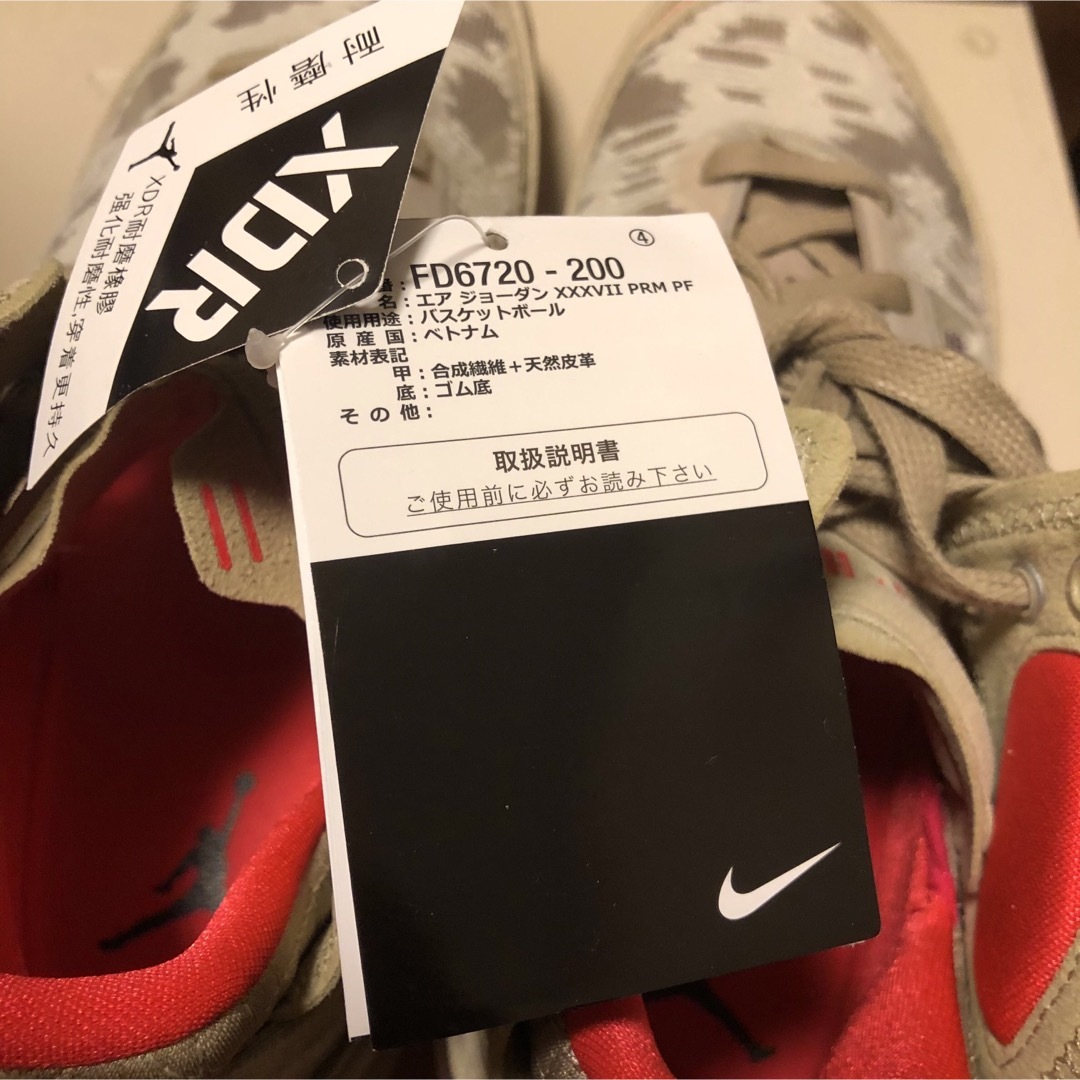 耐磨性
XDR
XDR耐磨橡膠
强化耐磨性,穿着更持久
④
番 : FD6720 - 200
名 : エア ジョーダン XXXVII PRM PF
使用用途 : バスケットボール
原 産 国 : ベトナム
素材表記
甲 : 合成繊維+天然皮革
底 : ゴム底
そ の 他 :
取扱説明書
ご使用前に必ずお読み下さい